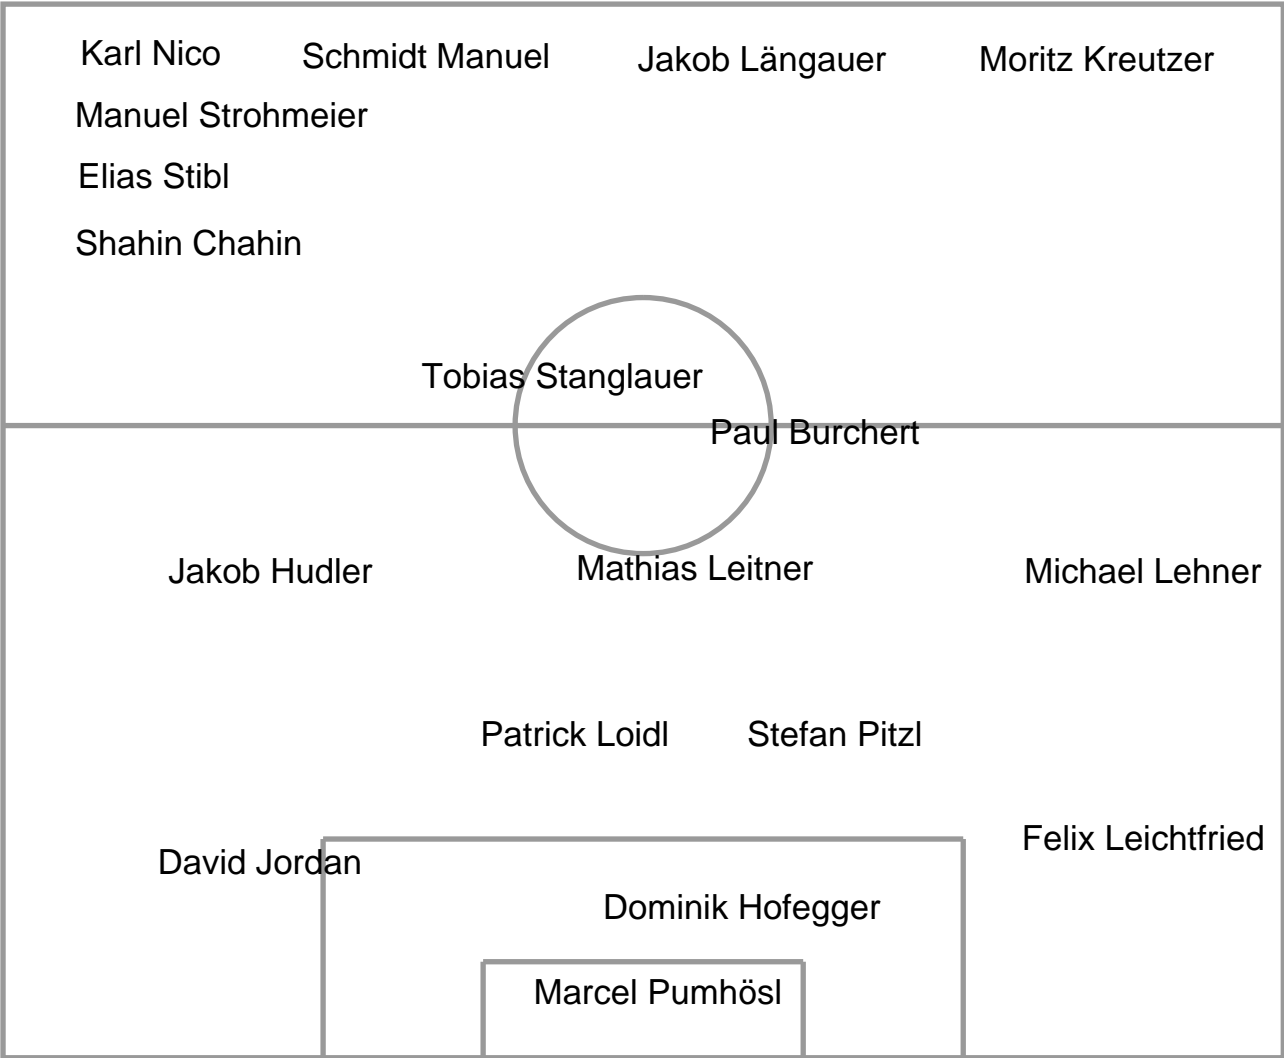 Karl Nico
Schmidt Manuel
Jakob Längauer
Moritz Kreutzer
Manuel Strohmeier
Elias Stibl
Shahin Chahin
Tobias Stanglauer
Paul Burchert
Jakob Hudler
Mathias Leitner
Michael Lehner
Patrick Loidl
Stefan Pitzl
David Jordan
Felix Leichtfried
Dominik Hofegger
Marcel Pumhösl